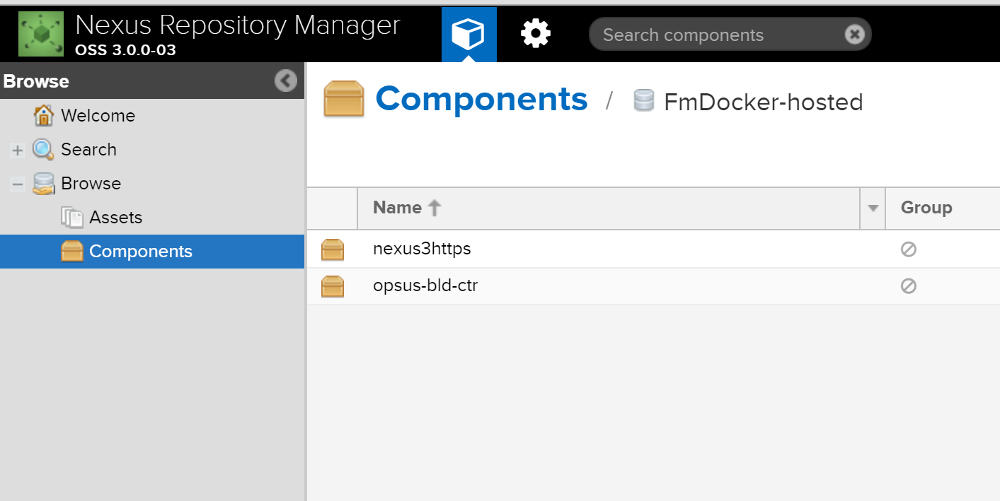 Nexus Repository Manager
OSS 3.0.0-03
Search components
Browse
Components / FmDocker-hosted
Welcome
Search
Browse
Assets
Components
Name Group
nexus3https
opsus-bld-ctr